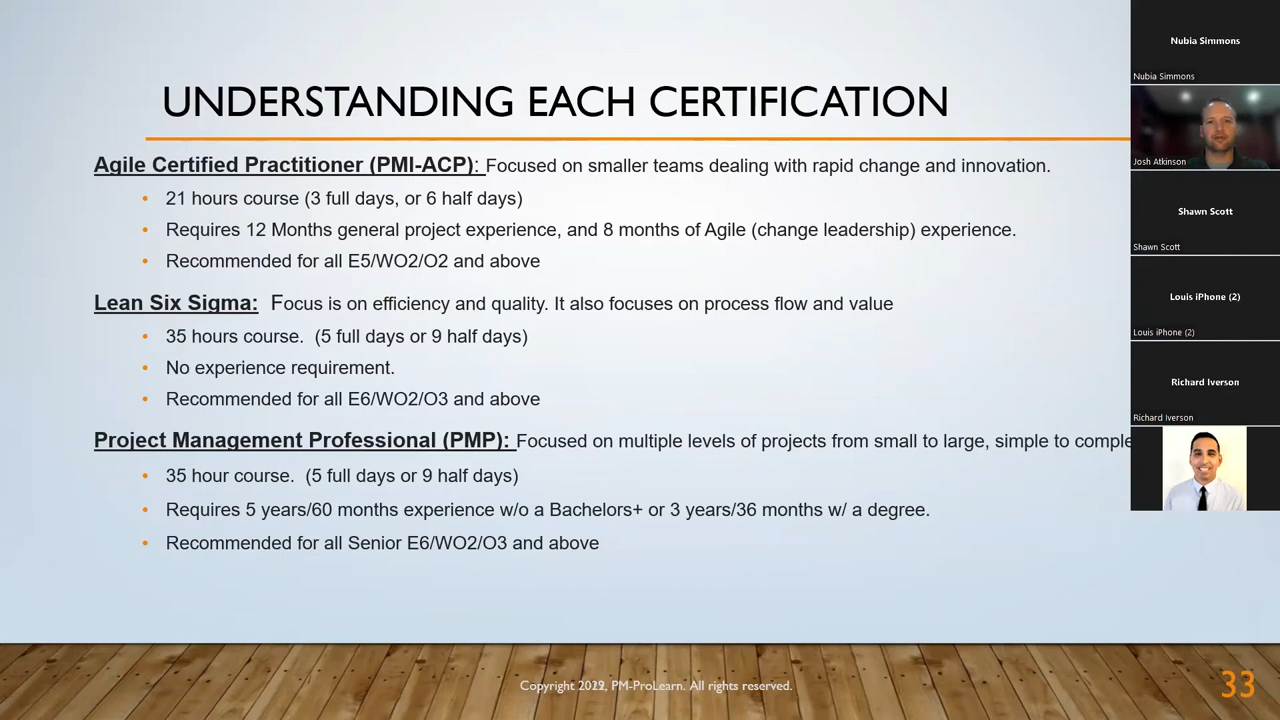 UNDERSTANDING EACH CERTIFICATION
Agile Certified Practitioner (PMI-ACP): Focused on smaller teams dealing with rapid change and innovation.
• 21 hours course (3 full days, or 6 half days)
• Requires 12 Months general project experience, and 8 months of Agile (change leadership) experience.
• Recommended for all E5/WO2/O2 and above
Lean Six Sigma: Focus is on efficiency and quality. It also focuses on process flow and value
• 35 hours course. (5 full days or 9 half days)
• No experience requirement.
• Recommended for all E6/WO2/O3 and above
Project Management Professional (PMP): Focused on multiple levels of projects from small to large, simple to comple
• 35 hour course. (5 full days or 9 half days)
• Requires 5 years/60 months experience w/o a Bachelors+ or 3 years/36 months w/ a degree.
• Recommended for all Senior E6/WO2/O3 and above
Copyright PM-ProLearn. All rights reserved.
33
Nubia Simmons
Nubia Simmons
Josh Atkinson
Shawn Scott
Shawn Scott
Louis iPhone (2)
Louis iPhone (2)
Richard Iverson
Richard Iverson